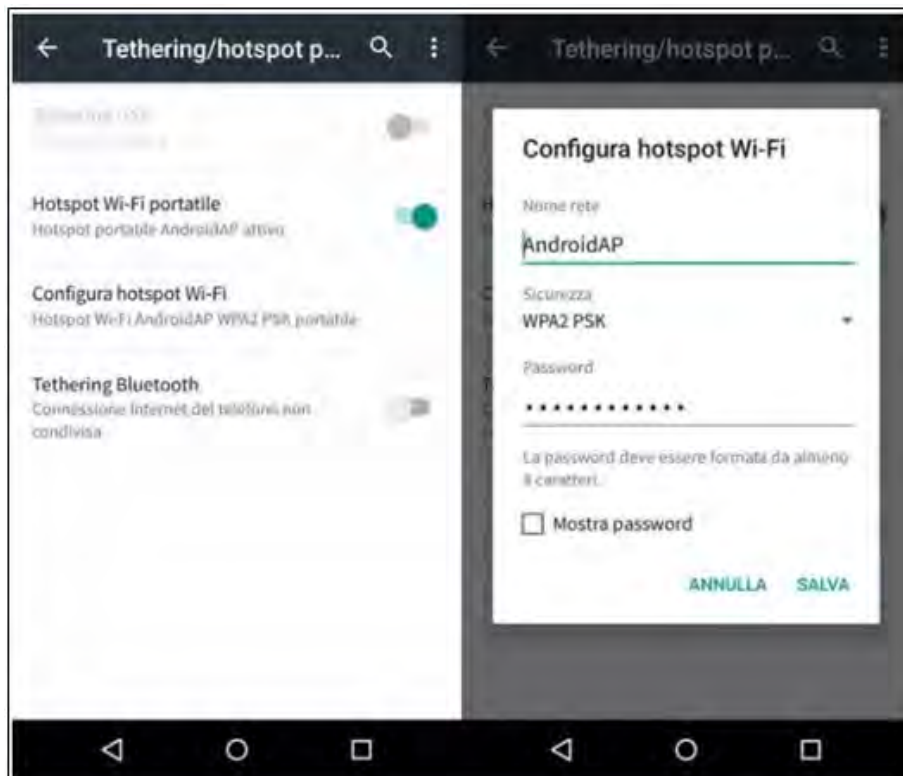 Tethering/hotspot p...
Hotspot Wi-Fi portatile
Hotspot portatile AndroidAP attivo
Configura hotspot Wi-Fi
Hotspot Wi-Fi AndroidAP WPA2 PSK portatile
Tethering Bluetooth
Connessione Internet del telefono non
condivisa
Tethering/hotspot p...
Configura hotspot Wi-Fi
Nome rete
AndroidAP
Sicurezza
WPA2 PSK
Password
••••••••••••
La password deve essere formata da almeno
8 caratteri.
Mostra password
ANNULLA SALVA